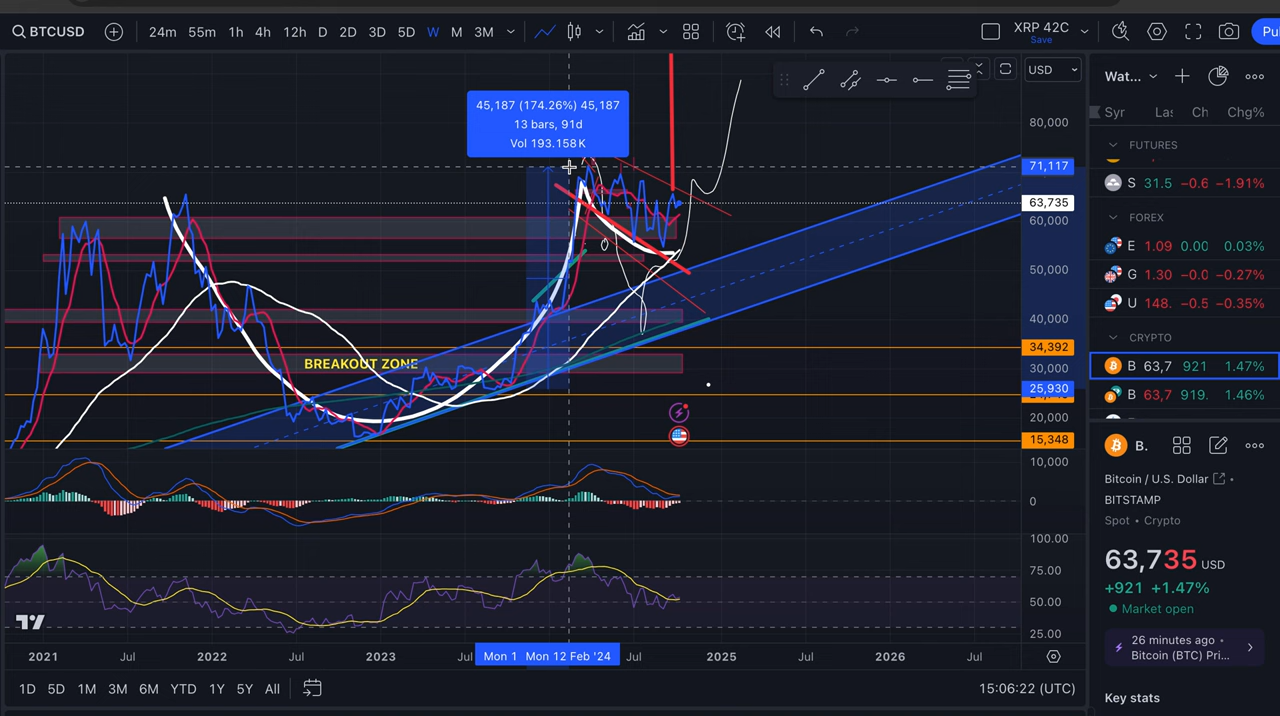 BTCUSD 24m 55m 1h 4h 12h D 2D 3D 5D W M 3M XRP 42C Pu
Save
USD Wat...
45,187 (174.26%) 45,187
13 bars, 91d
Vol 193.158 K
Syr Las Ch Chg%
80,000
71,117
63,735
60,000
50,000
40,000
34,392
30,000
25,930
20,000
15,348
BREAKOUT ZONE
10,000
0
100.00
75.00
50.00
25.00
FUTURES
S 31.5 -0.6 -1.91%
FOREX
E 1.09 0.00 0.03%
G 1.30 -0.0 -0.27%
U 148. -0.5 -0.35%
CRYPTO
B 63,7 921 1.47%
B 63,7 919. 1.46%
B.
Bitcoin / U.S. Dollar
BITSTAMP
Spot • Crypto
63,735 USD
+921 +1.47%
Market open
26 minutes ago •
Bitcoin (BTC) Pri...
Key stats
2021 Jul 2022 Jul 2023 Jul Mon 1 Mon 12 Feb '24 Jul 2025 Jul 2026 Jul
1D 5D 1M 3M 6M YTD 1Y 5Y All 15:06:22 (UTC)